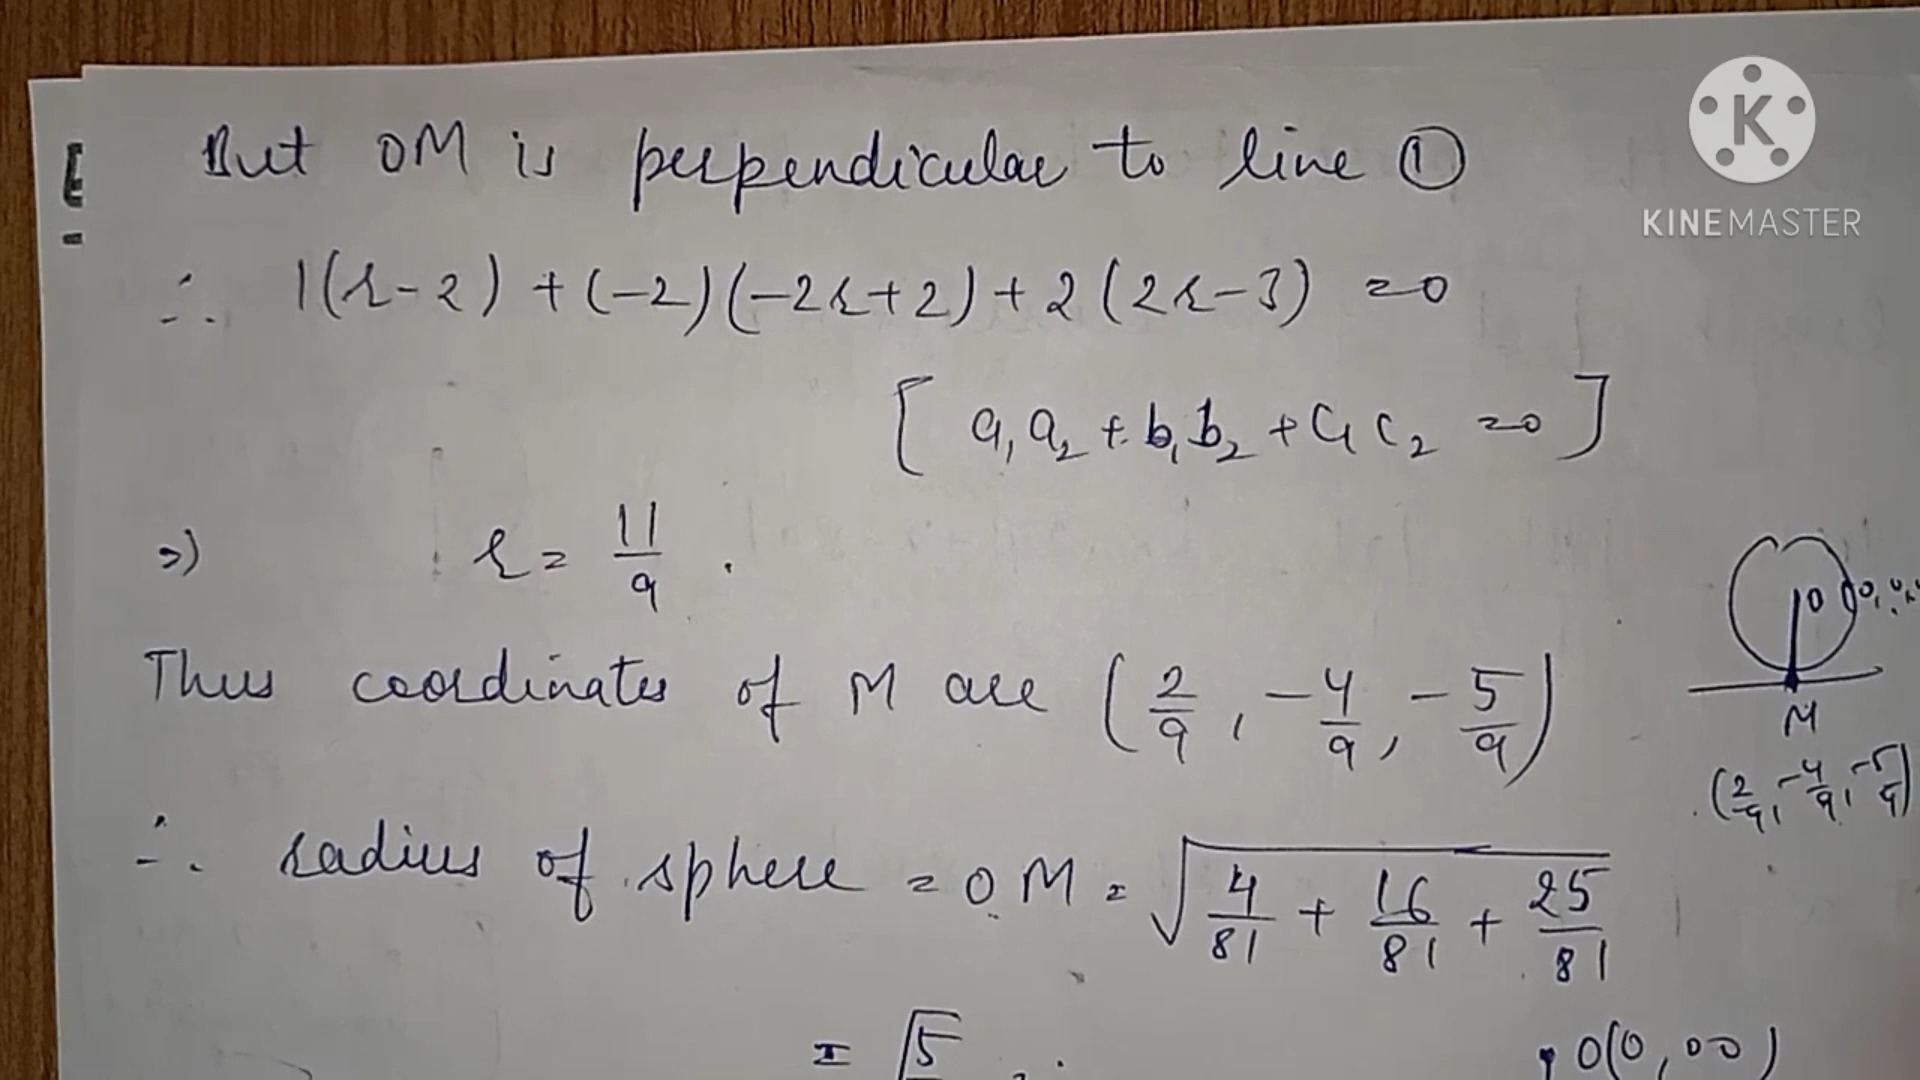 But OM is perpendicular to line ①
K
KINEMASTER
∴ 1(r-2) + (-2)(-2r+2) + 2(2r-3) = 0
[ a₁a₂ + b₁b₂ + c₁c₂ = 0 ]
⇒ r = 11/9 .
O
Thus coordinates of M are (2/9, -4/9, -5/9)
M
(2/9, -4/9, -5/9)
∴ radius of sphere = OM = √(4/81 + 16/81 + 25/81)
= √5
O(0,00)